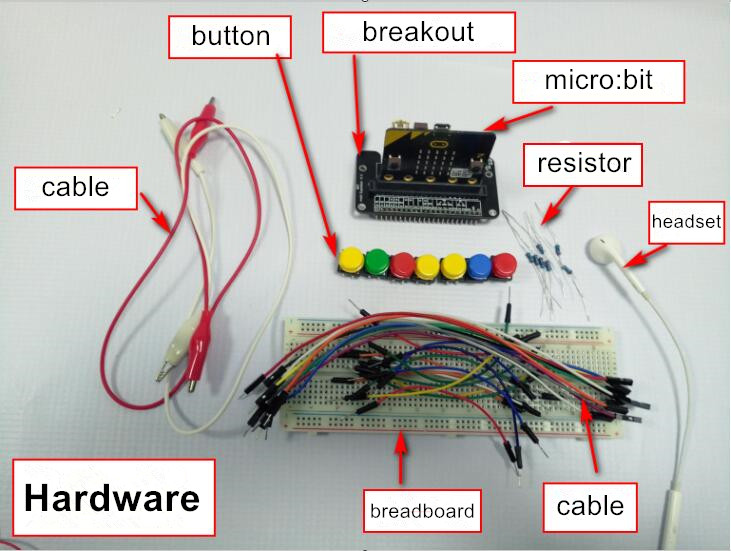 button
breakout
micro:bit
resistor
cable
headset
Hardware
breadboard
cable